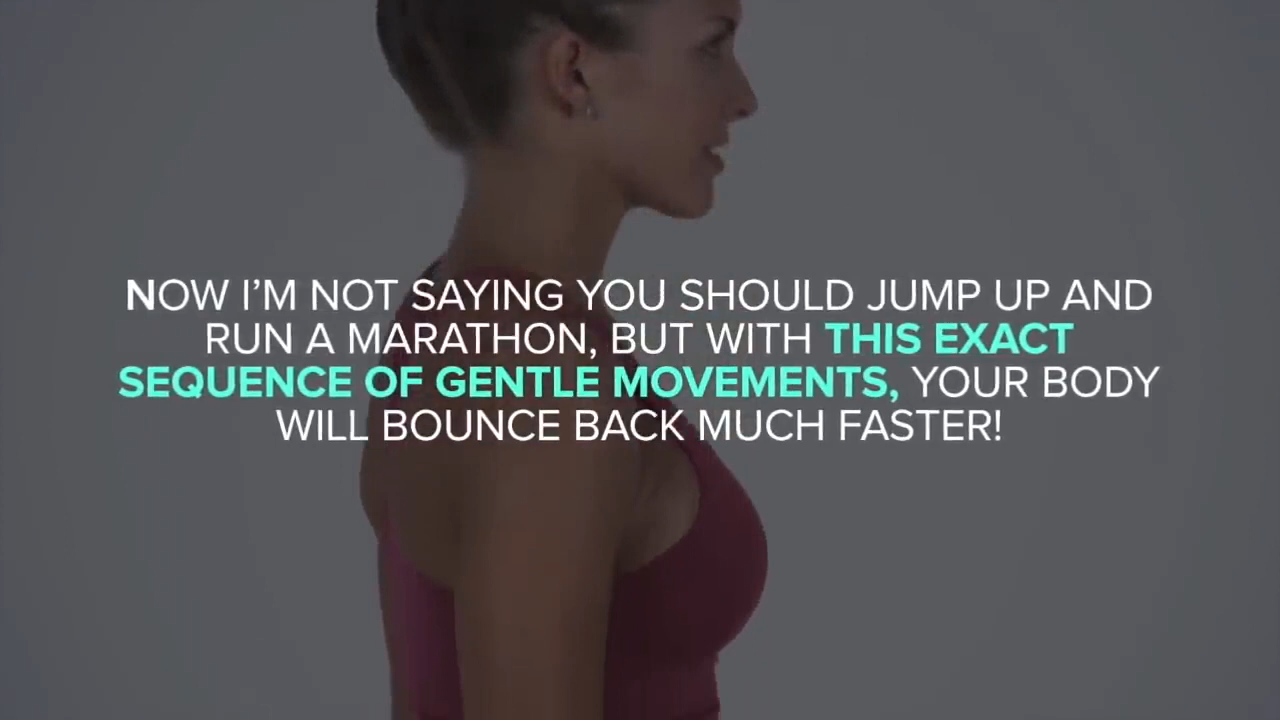 NOW I'M NOT SAYING YOU SHOULD JUMP UP AND
RUN A MARATHON, BUT WITH THIS EXACT
SEQUENCE OF GENTLE MOVEMENTS, YOUR BODY
WILL BOUNCE BACK MUCH FASTER!